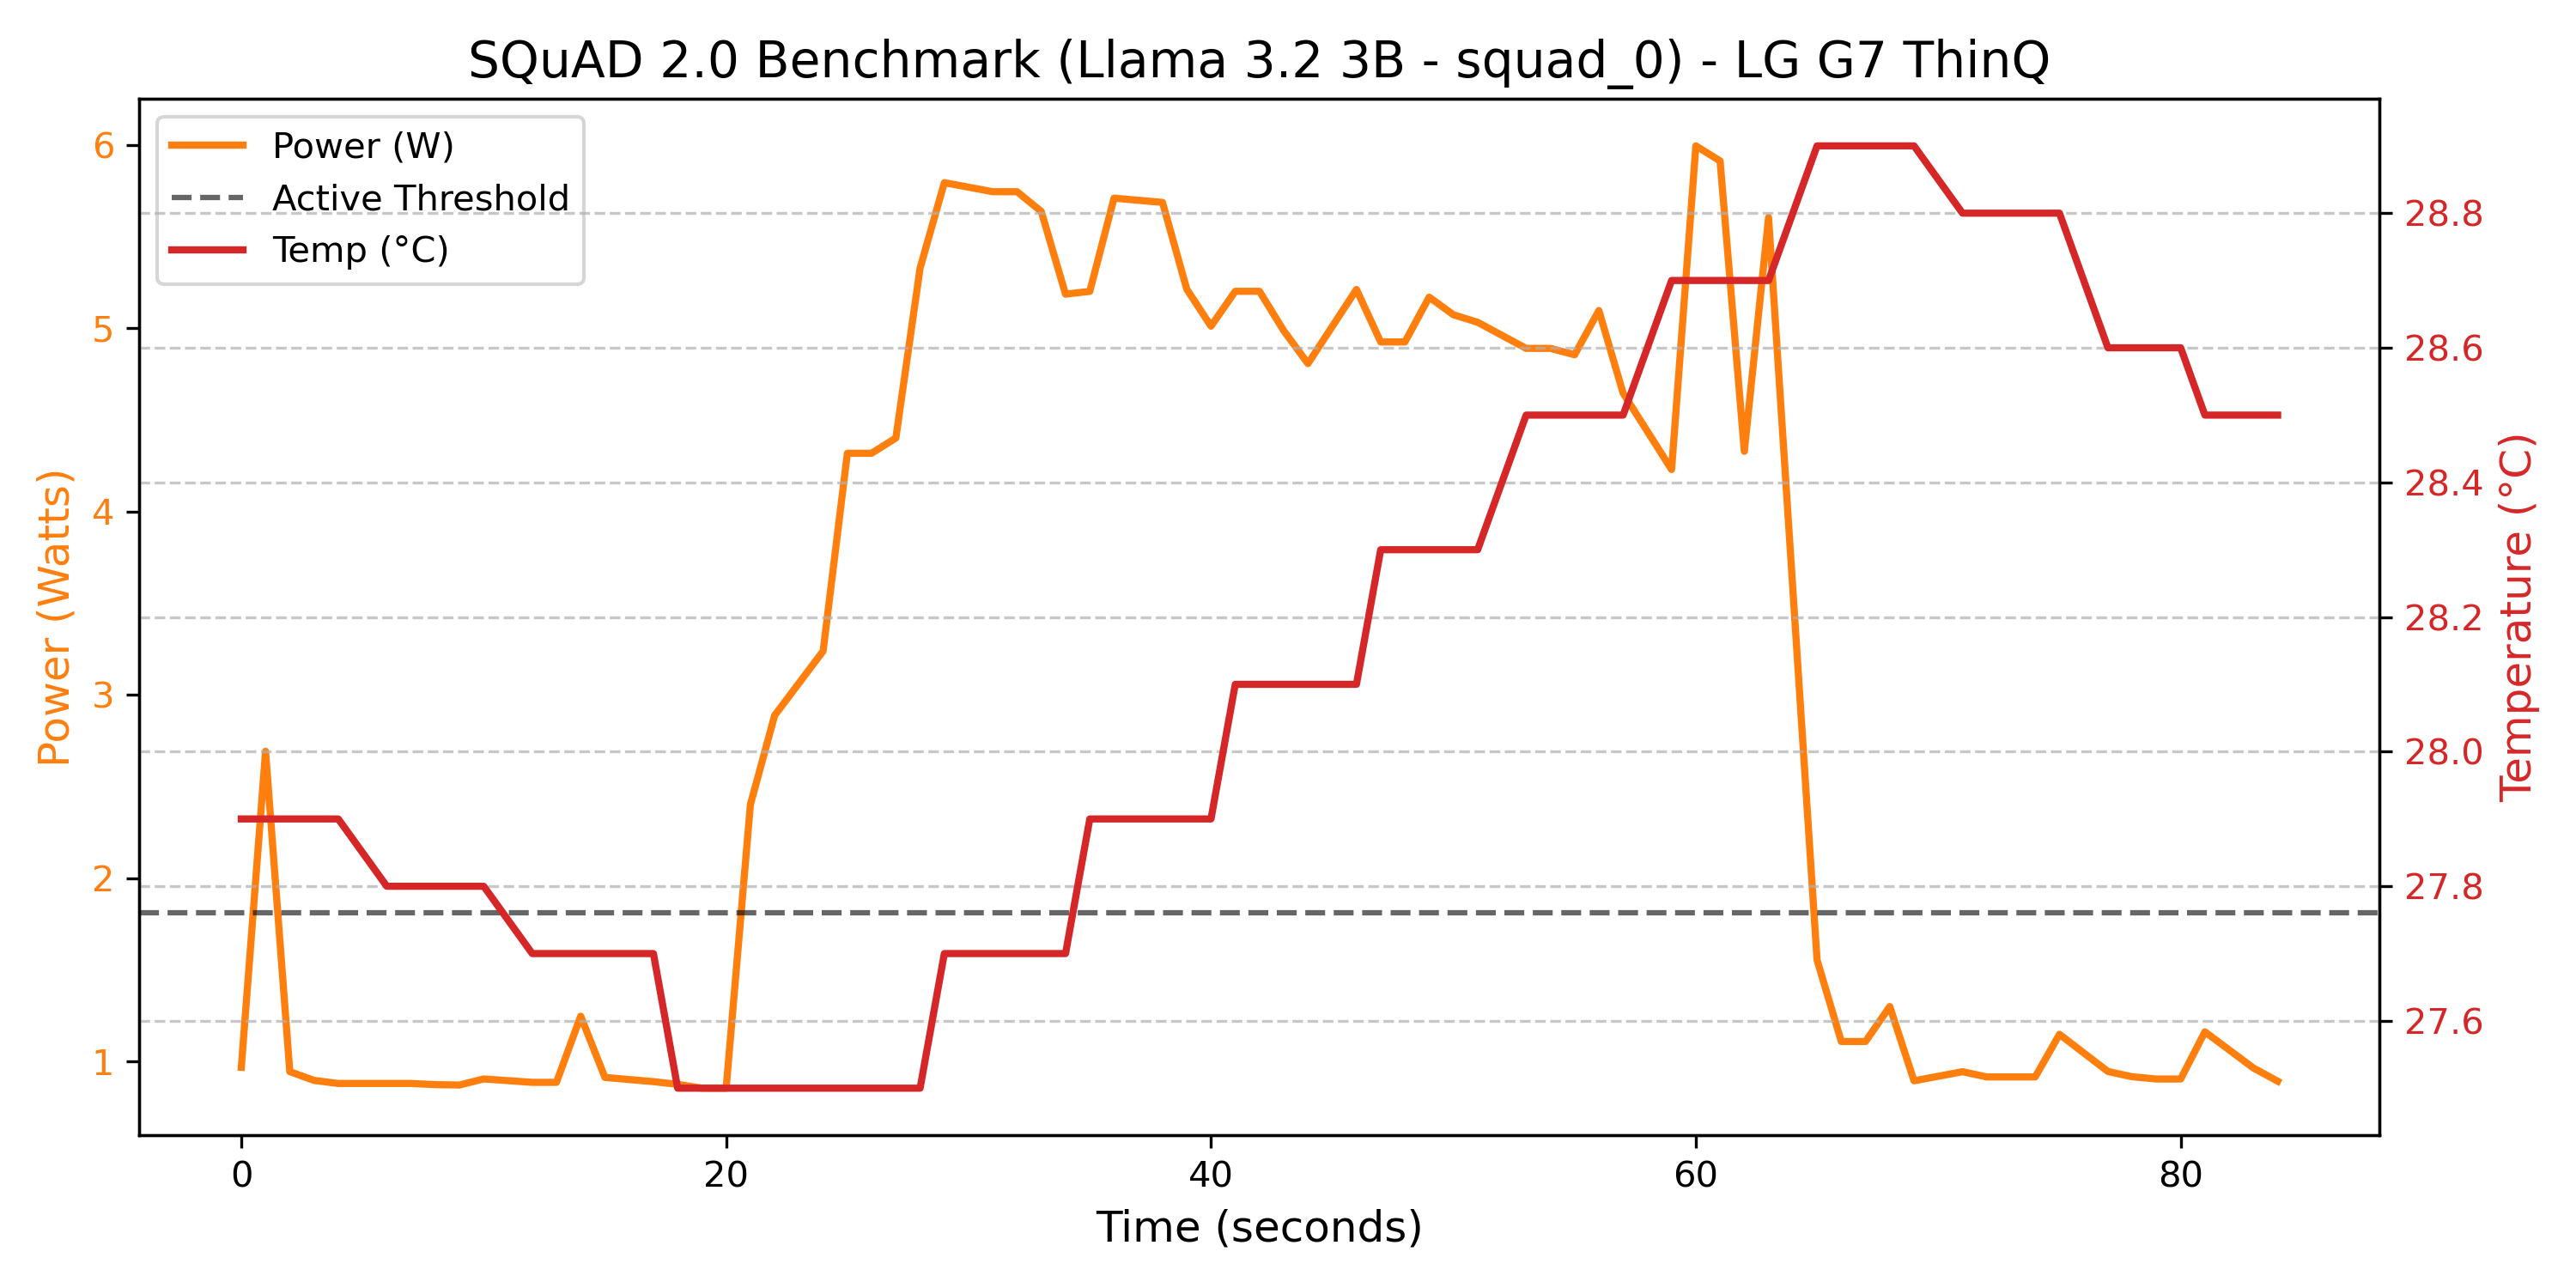 SQuAD 2.0 Benchmark (Llama 3.2 3B - squad_0) - LG G7 ThinQ
Power (W)
Active Threshold
Temp (°C)
Power (Watts)
6
5
4
3
2
1
28.8
28.6
28.4
28.2
28.0
27.8
27.6
Temperature (°C)
0 20 40 60 80
Time (seconds)